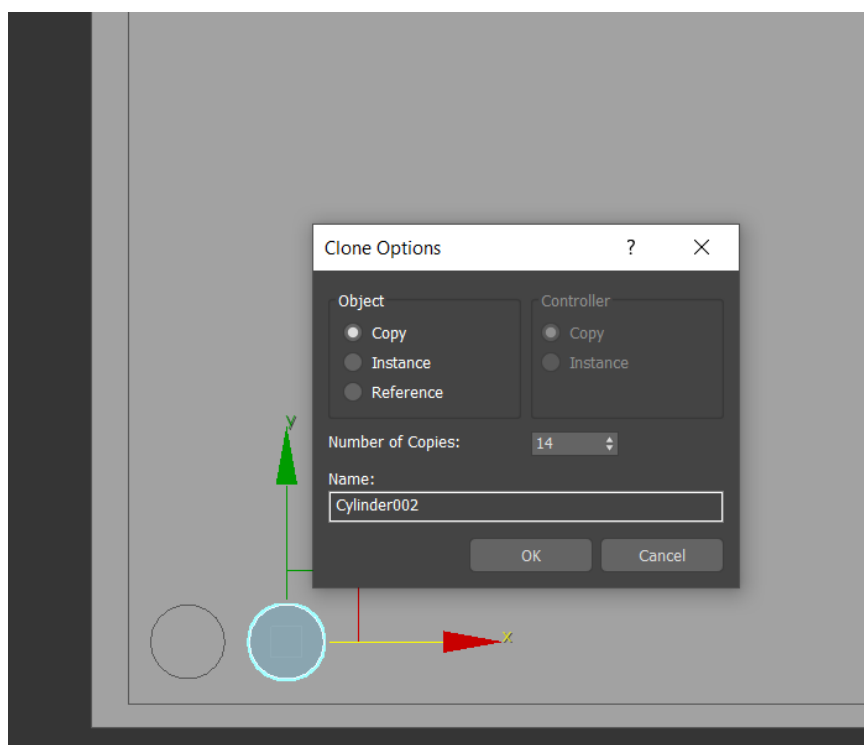 Clone Options ?
Object
Copy
Instance
Reference
Controller
Copy
Instance
Number of Copies: 14
Name:
Cylinder002
OK Cancel
y
x